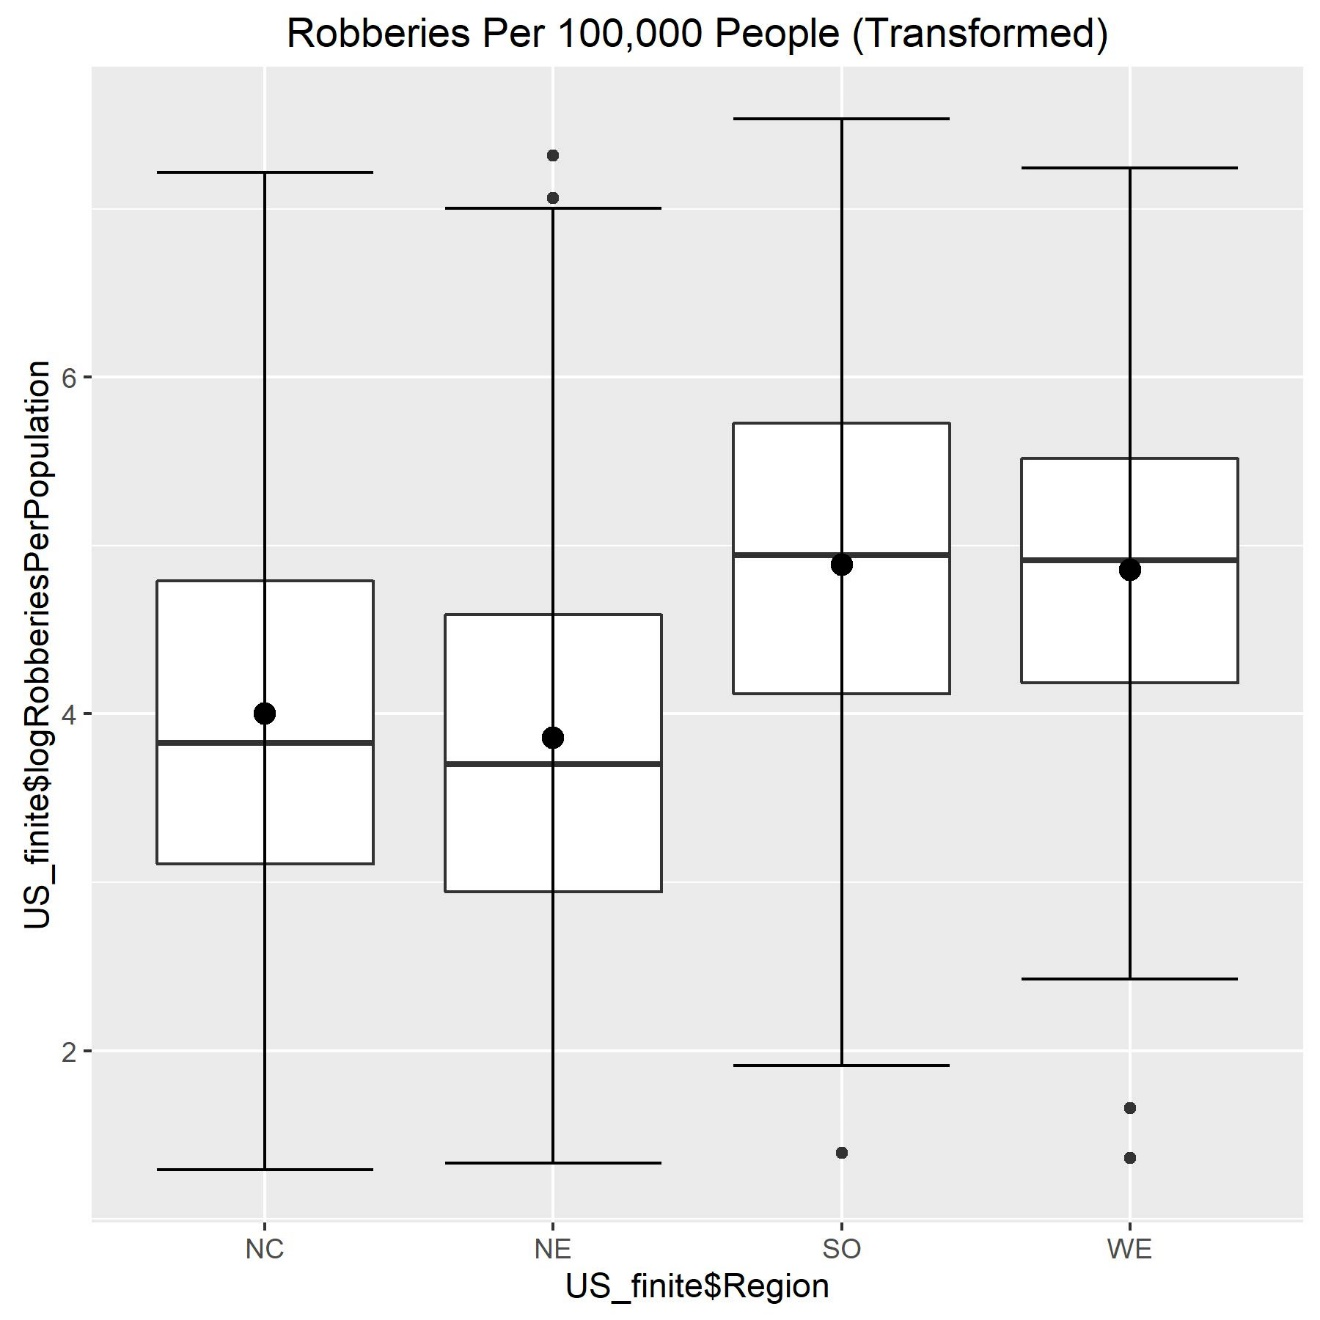 Robberies Per 100,000 People (Transformed)
US_finite$logRobberiesPerPopulation
6
4
2
NC NE SO WE
US_finite$Region